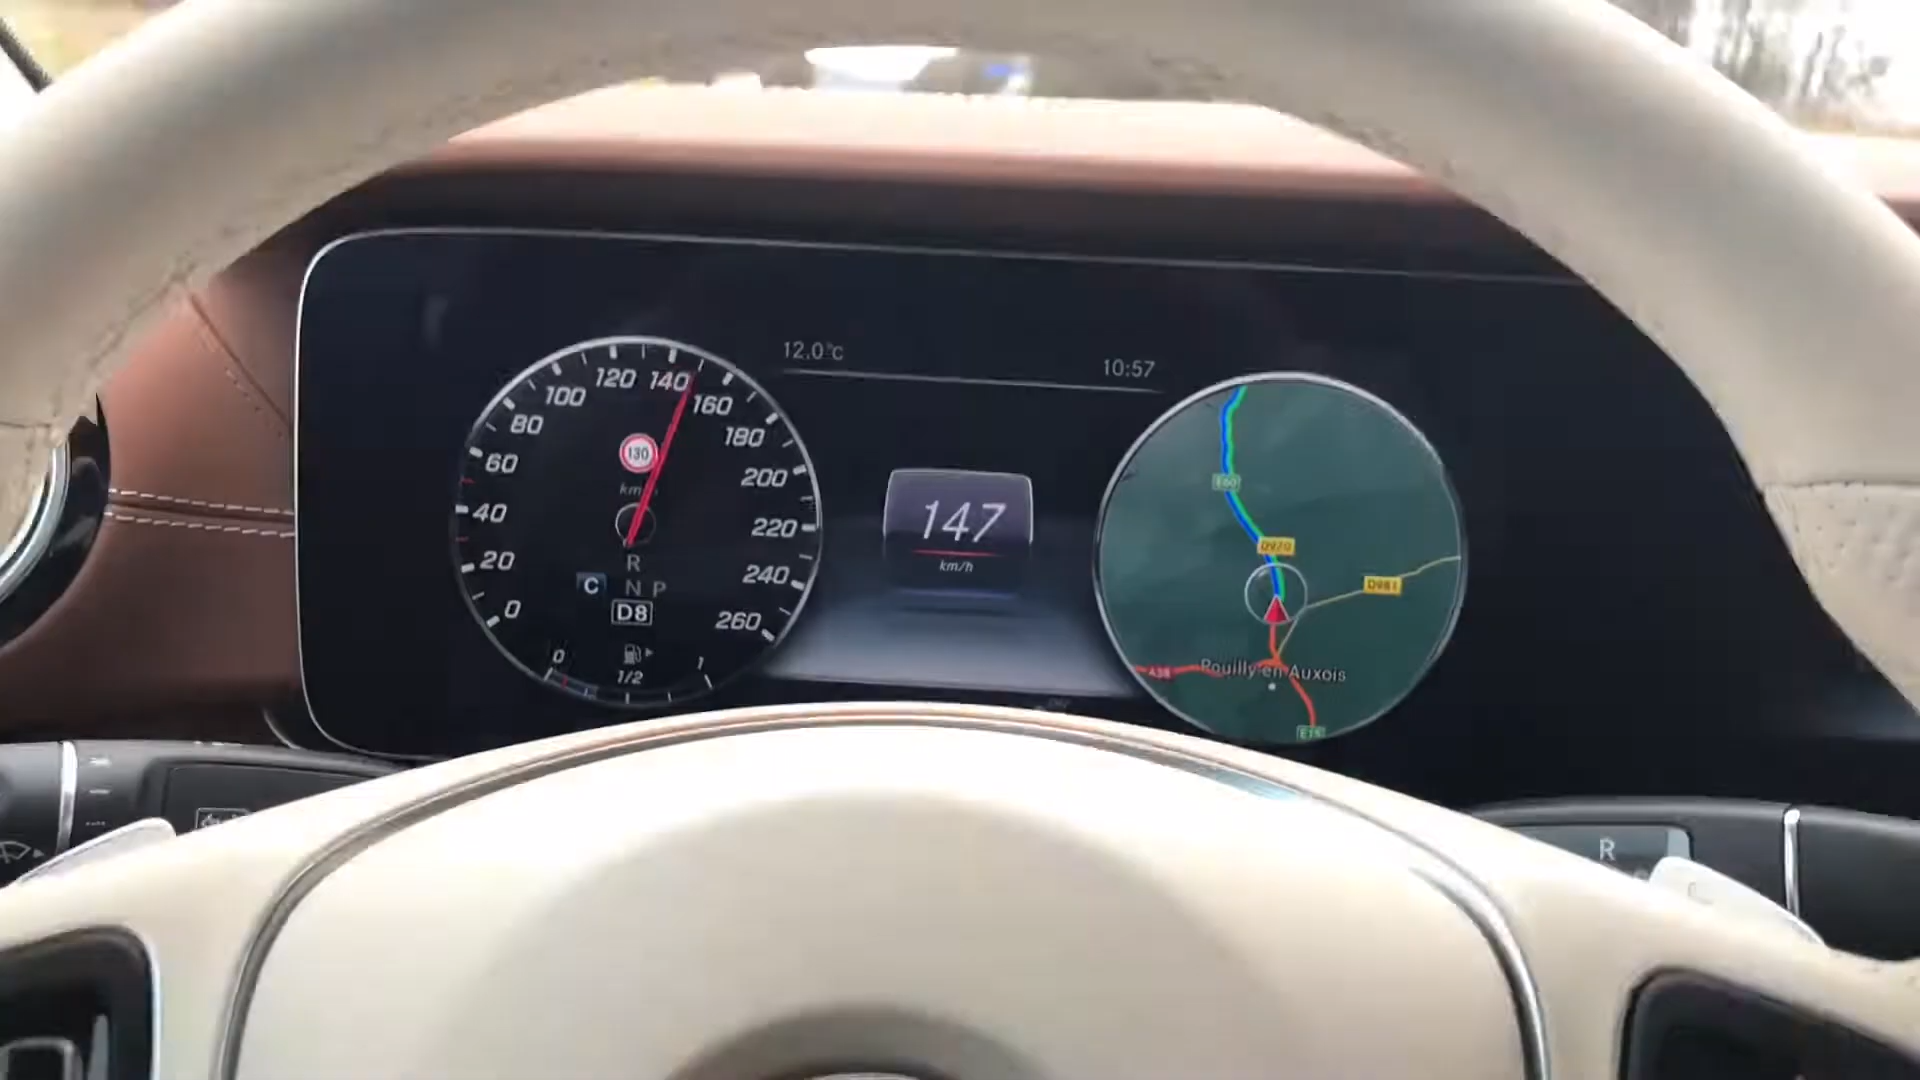 12.0°C
10:57
0
20
40
60
80
100
120
140
160
180
200
220
240
260
130
km/h
R
C
N P
D8
0
1/2
1
147
km/h
E60
D970
D981
A38
Pouilly-en-Auxois
E15
R